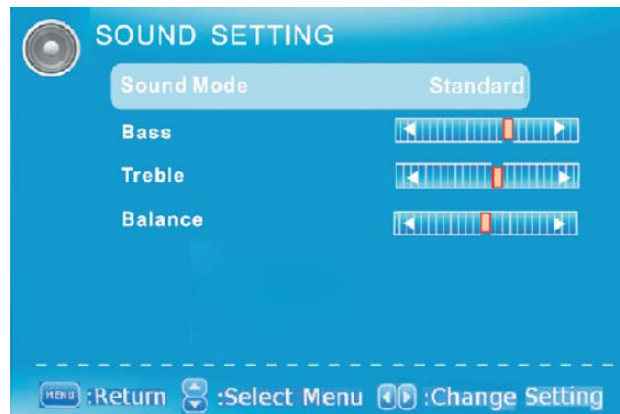 SOUND SETTING
Sound Mode Standard
Bass
Treble
Balance
MENU :Return :Select Menu :Change Setting